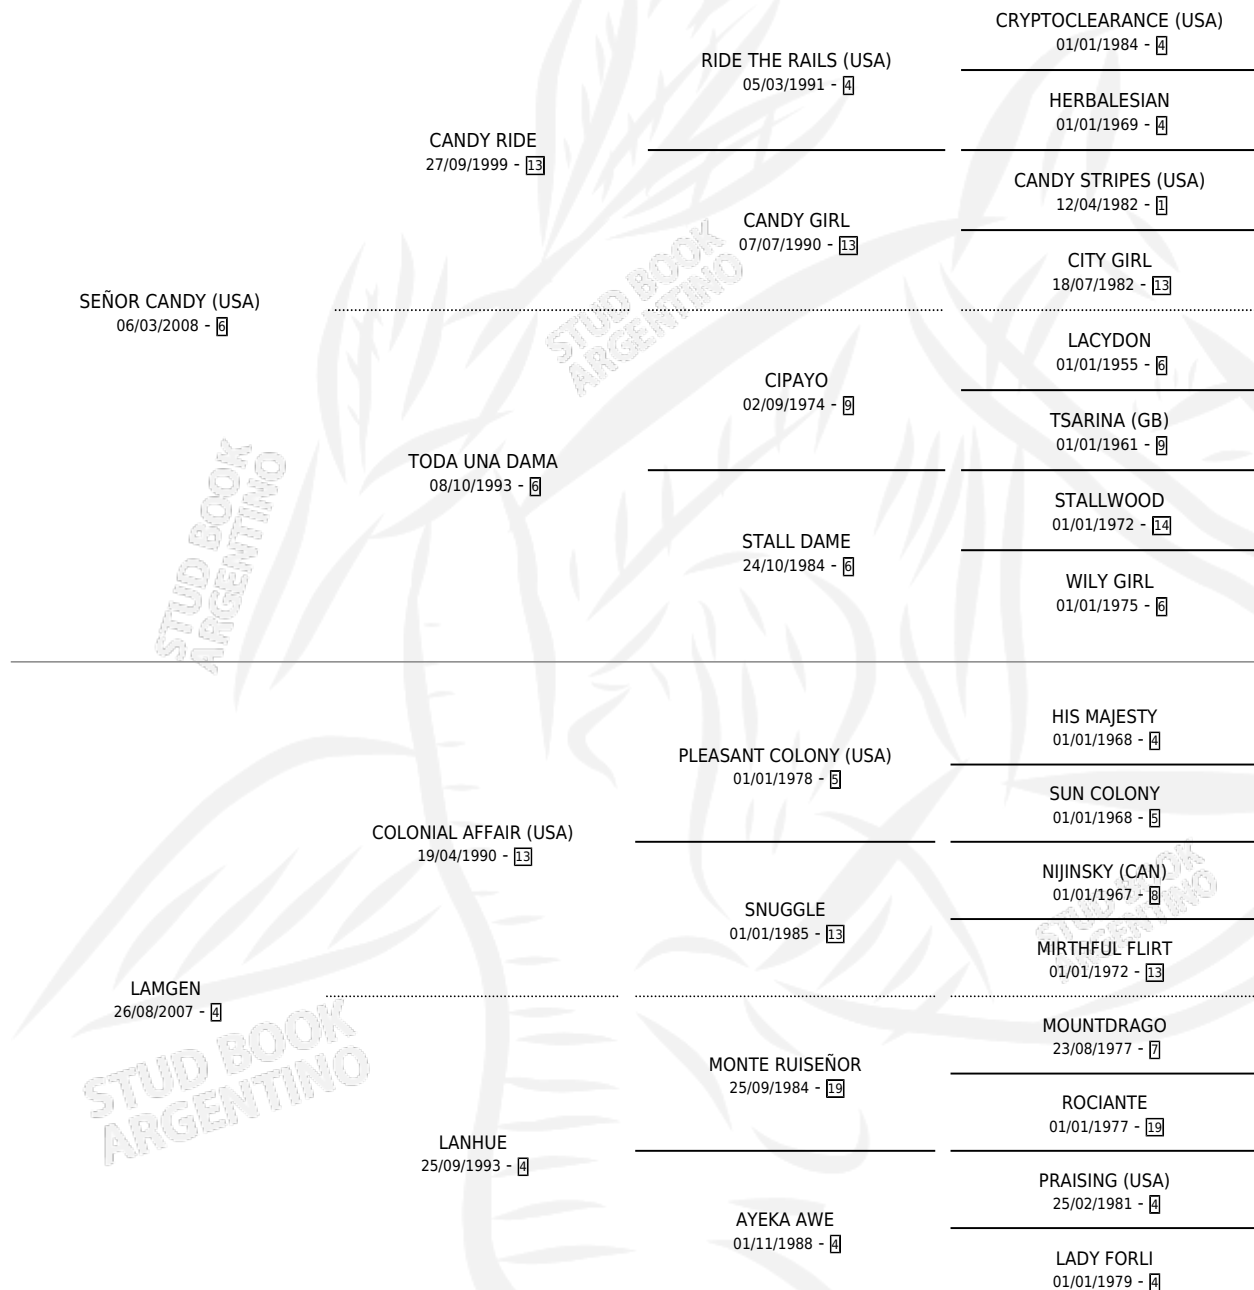 CRYPTOCLEARANCE (USA)
01/01/1984 - 4
RIDE THE RAILS (USA)
05/03/1991 - 4
HERBALESIAN
01/01/1969 - 4
CANDY RIDE
27/09/1999 - 13
CANDY STRIPES (USA)
12/04/1982 - 1
CANDY GIRL
07/07/1990 - 13
CITY GIRL
18/07/1982 - 13
SEÑOR CANDY (USA)
06/03/2008 - 6
LACYDON
01/01/1955 - 6
CIPAYO
02/09/1974 - 9
TSARINA (GB)
01/01/1961 - 9
TODA UNA DAMA
08/10/1993 - 6
STALLWOOD
01/01/1972 - 14
STALL DAME
24/10/1984 - 6
WILY GIRL
01/01/1975 - 6
HIS MAJESTY
01/01/1968 - 4
PLEASANT COLONY (USA)
01/01/1978 - 5
SUN COLONY
01/01/1968 - 5
COLONIAL AFFAIR (USA)
19/04/1990 - 13
NIJINSKY (CAN)
01/01/1967 - 8
SNUGGLE
01/01/1985 - 13
MIRTHFUL FLIRT
01/01/1972 - 13
LAMGEN
26/08/2007 - 4
MOUNTDRAGO
23/08/1977 - 7
MONTE RUISEÑOR
25/09/1984 - 19
ROCIANTE
01/01/1977 - 19
LANHUE
25/09/1993 - 4
PRAISING (USA)
25/02/1981 - 4
AYEKA AWE
01/11/1988 - 4
LADY FORLI
01/01/1979 - 4
STUD BOOK
ARGENTINO
STUD BOOK
ARGENTINO
STUD BOOK
ARGENTINO
STUD BOOK
ARGENTINO